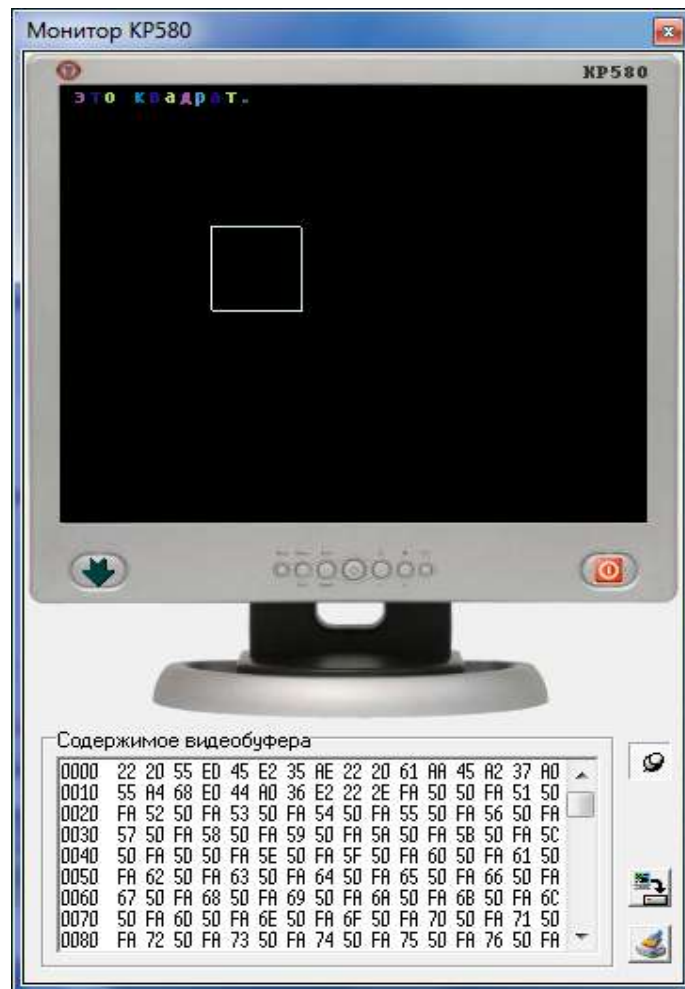 Монитор КР580
КР580
это квадрат.
Содержимое видеобуфера
0000 22 20 55 ED 45 E2 35 AE 22 20 61 AA 45 A2 37 A0
0010 55 A4 68 E0 44 A0 36 E2 22 2E FA 50 50 FA 51 50
0020 FA 52 50 FA 53 50 FA 54 50 FA 55 50 FA 56 50 FA
0030 57 50 FA 58 50 FA 59 50 FA 5A 50 FA 5B 50 FA 5C
0040 50 FA 5D 50 FA 5E 50 FA 5F 50 FA 60 50 FA 61 50
0050 FA 62 50 FA 63 50 FA 64 50 FA 65 50 FA 66 50 FA
0060 67 50 FA 68 50 FA 69 50 FA 6A 50 FA 6B 50 FA 6C
0070 50 FA 6D 50 FA 6E 50 FA 6F 50 FA 70 50 FA 71 50
0080 FA 72 50 FA 73 50 FA 74 50 FA 75 50 FA 76 50 FA